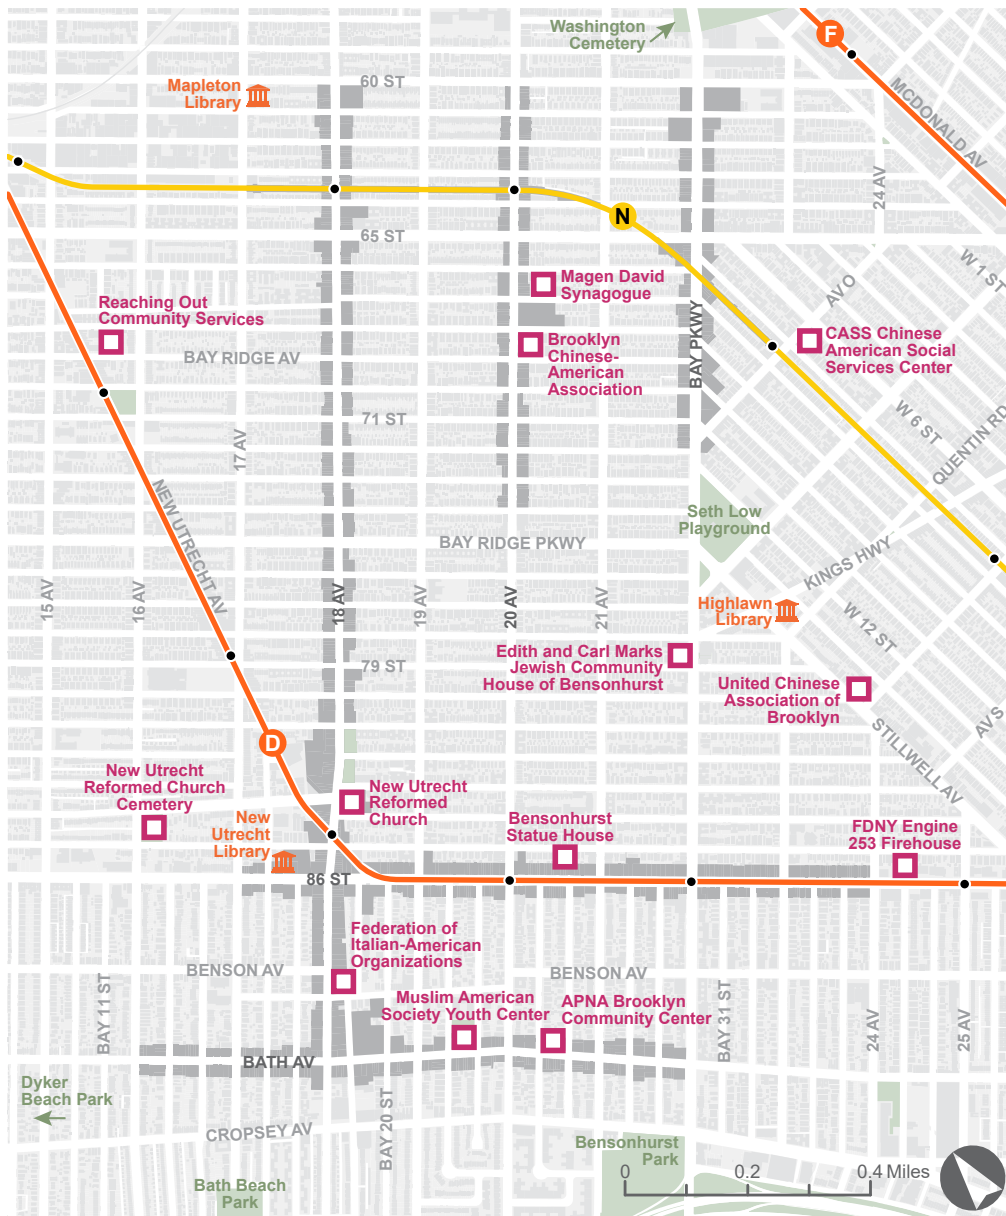 Washington
Cemetery
F
Mapleton
Library
60 ST
MCDONALD AV
24 AV
N
65 ST
W 1 ST
Magen David
Synagogue
AV O
Reaching Out
Community Services
BAY PKWY
Brooklyn
Chinese-
American
Association
CASS Chinese
American Social
Services Center
BAY RIDGE AV
71 ST
W 6 ST
QUENTIN RD
17 AV
NEW UTRECHT AV
Seth Low
Playground
BAY RIDGE PKWY
KINGS HWY
15 AV
16 AV
18 AV
19 AV
20 AV
21 AV
Highlawn
Library
W 12 ST
79 ST
Edith and Carl Marks
Jewish Community
House of Bensonhurst
United Chinese
Association of
Brooklyn
AV S
STILLWELL AV
D
New Utrecht
Reformed Church
Cemetery
New Utrecht
Reformed
Church
New
Utrecht
Library
Bensonhurst
Statue House
FDNY Engine
253 Firehouse
86 ST
Federation of
Italian-American
Organizations
BENSON AV
BENSON AV
BAY 11 ST
Muslim American
Society Youth Center
APNA Brooklyn
Community Center
BAY 31 ST
24 AV
25 AV
BATH AV
Dyker
Beach Park
BAY 20 ST
CROPSEY AV
Bensonhurst
Park
Bath Beach
Park
0
0.2
0.4 Miles